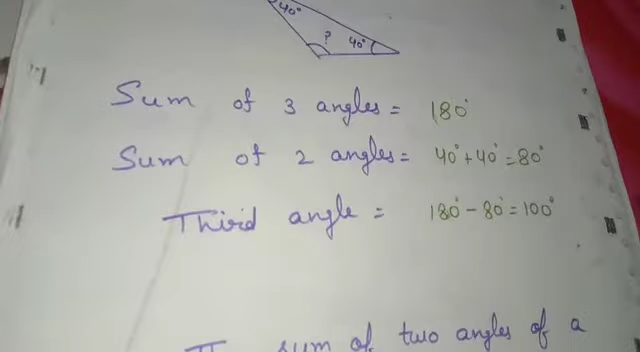 40°
? 40°
Sum of 3 angles = 180°
Sum of 2 angles = 40° + 40° = 80°
Third angle = 180° - 80° = 100°
sum of two angles of a